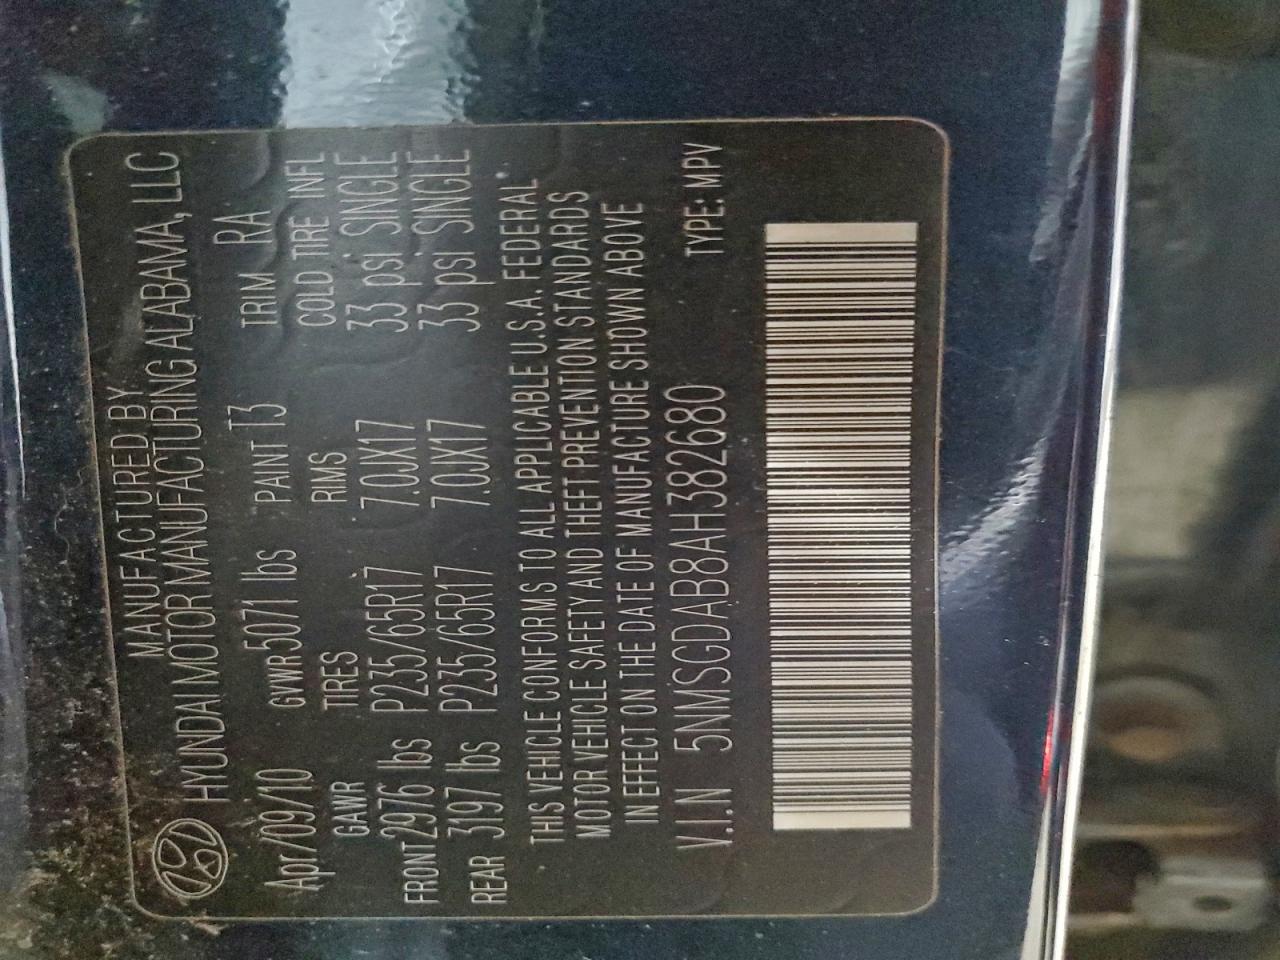 MANUFACTURED BY
HYUNDAI MOTOR MANUFACTURING ALABAMA, LLC
Apr/09/10 GVWR 5071 lbs PAINT T3 TRIM RA
GAWR TIRES RIMS COLD TIRE INFL
FRONT 2976 lbs P235/65R17 7.0JX17 33 psi SINGLE
REAR 3197 lbs P235/65R17 7.0JX17 33 psi SINGLE
THIS VEHICLE CONFORMS TO ALL APPLICABLE U.S.A. FEDERAL
MOTOR VEHICLE SAFETY AND THEFT PREVENTION STANDARDS
IN EFFECT ON THE DATE OF MANUFACTURE SHOWN ABOVE
V.I.N 5NMSGDAB8AH382680 TYPE: MPV